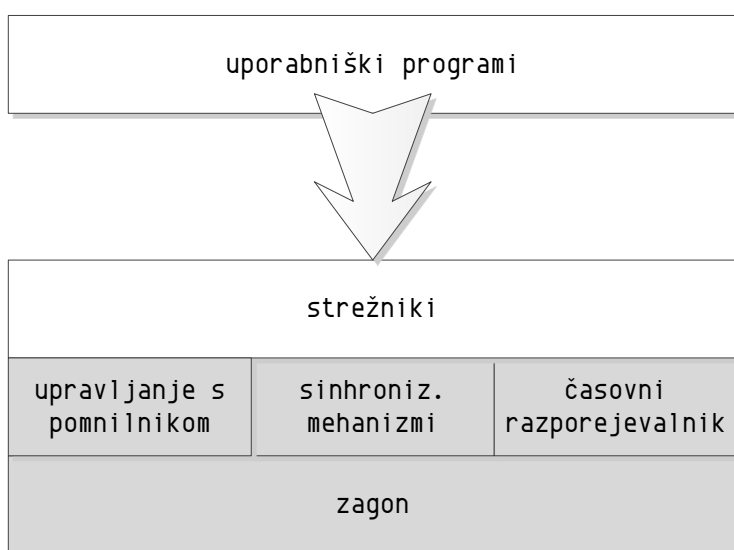 uporabniški programi
strežniki
upravljanje s
pomnilnikom
sinhroniz.
mehanizmi
časovni
razporejevalnik
zagon